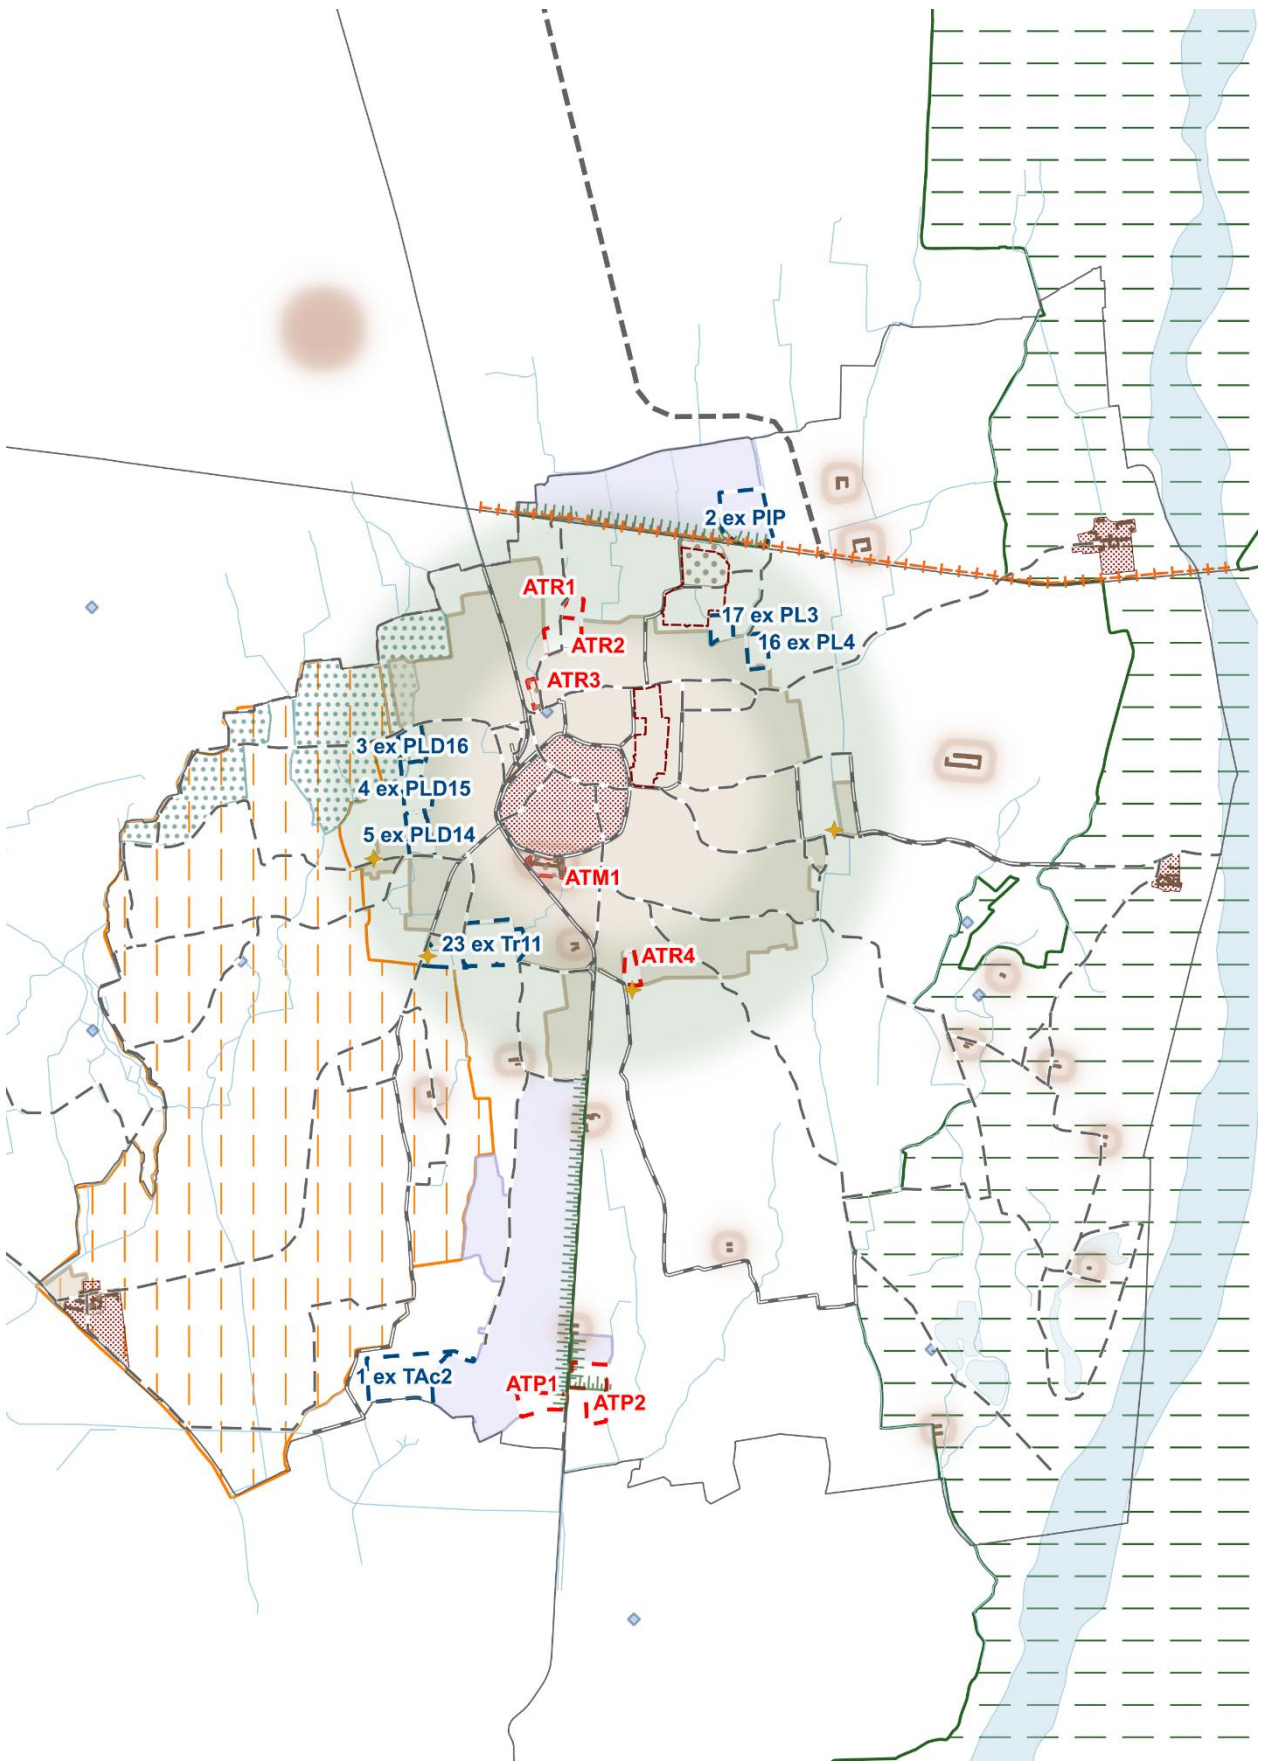 2 ex PIP
ATR1
17 ex PL3
ATR2
16 ex PL4
ATR3
3 ex PLD16
4 ex PLD15
5 ex PLD14
ATM1
23 ex Tr11
ATR4
1 ex TAc2
ATP1
ATP2